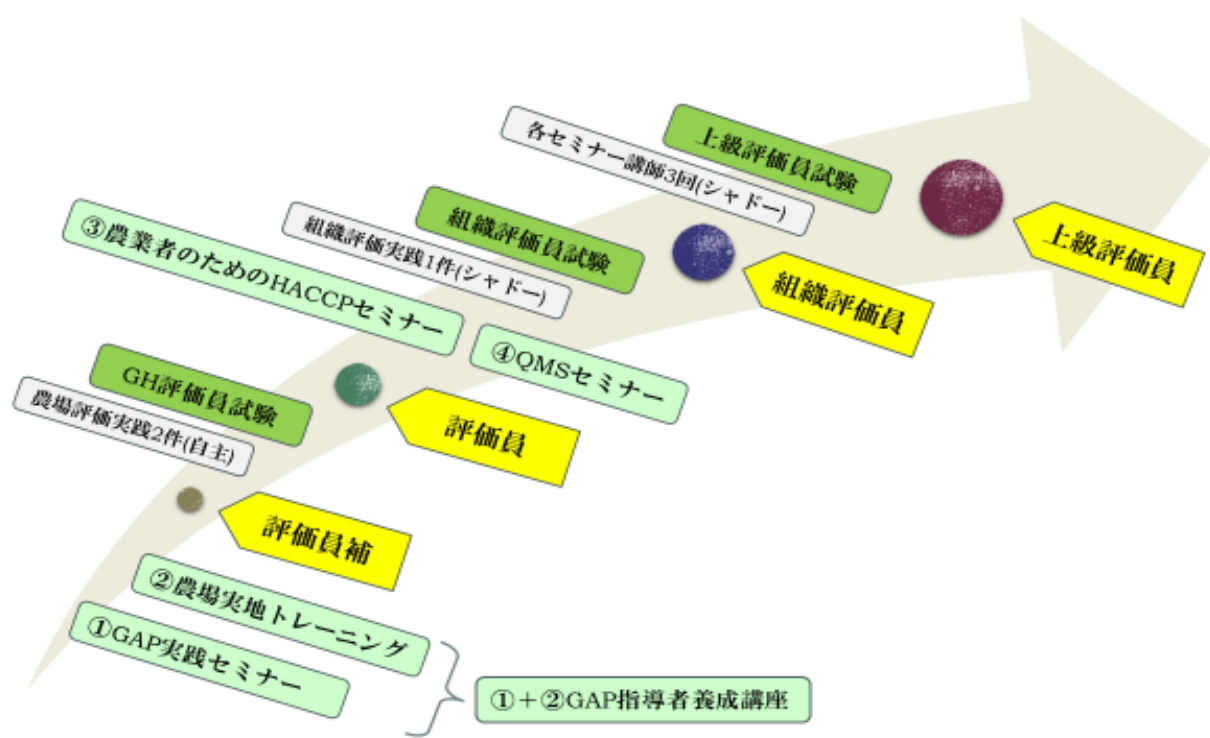 上級評価員試験
各セミナー講師3回(シャドー)
上級評価員
組織評価員試験
組織評価実践1件(シャドー)
組織評価員
③農業者のためのHACCPセミナー
④QMSセミナー
GH評価員試験
農場評価実践2件(自主)
評価員
評価員補
②農場実地トレーニング
①GAP実践セミナー
①+②GAP指導者養成講座